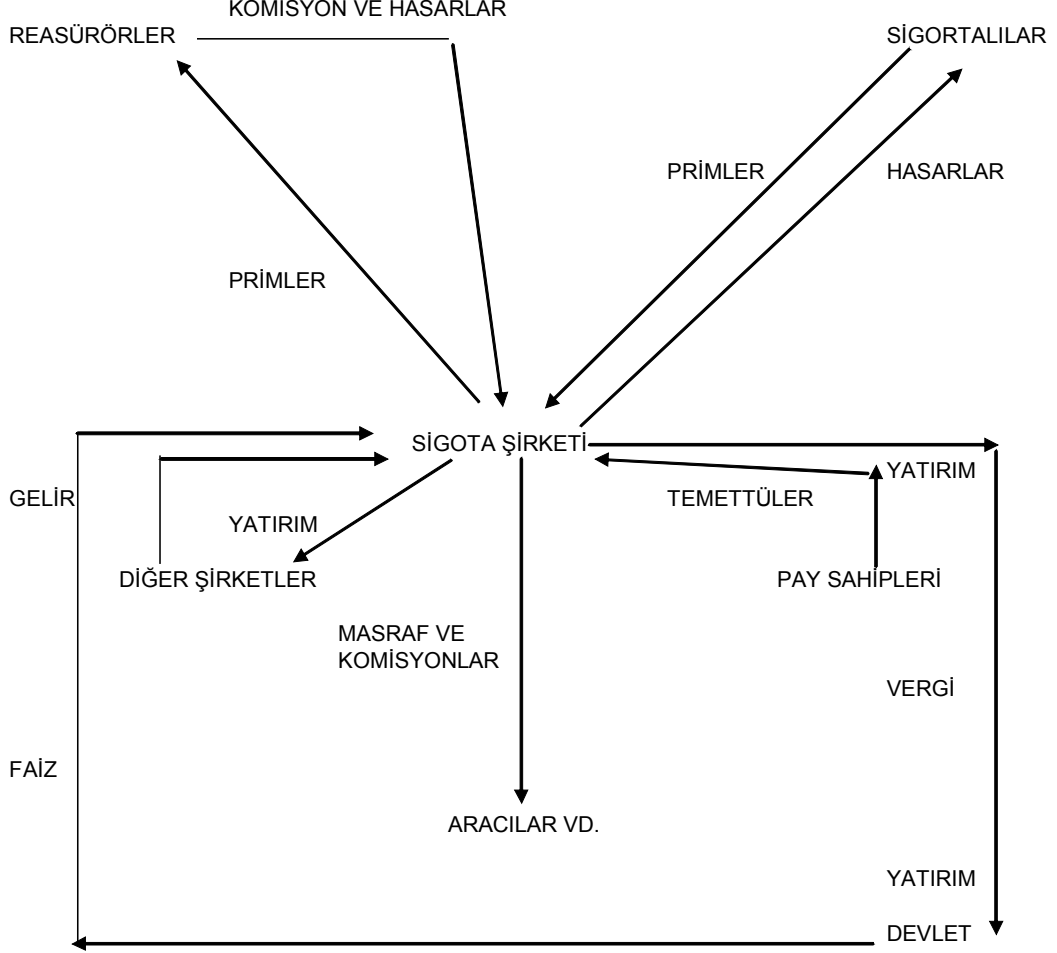 KOMİSYON VE HASARLAR
REASÜRÖRLER
SİGORTALILAR
PRİMLER
HASARLAR
PRİMLER
SİGOTA ŞİRKETİ
YATIRIM
GELİR
TEMETTÜLER
YATIRIM
DİĞER ŞİRKETLER
PAY SAHİPLERİ
MASRAF VE
KOMİSYONLAR
VERGİ
FAİZ
ARACILAR VD.
YATIRIM
DEVLET